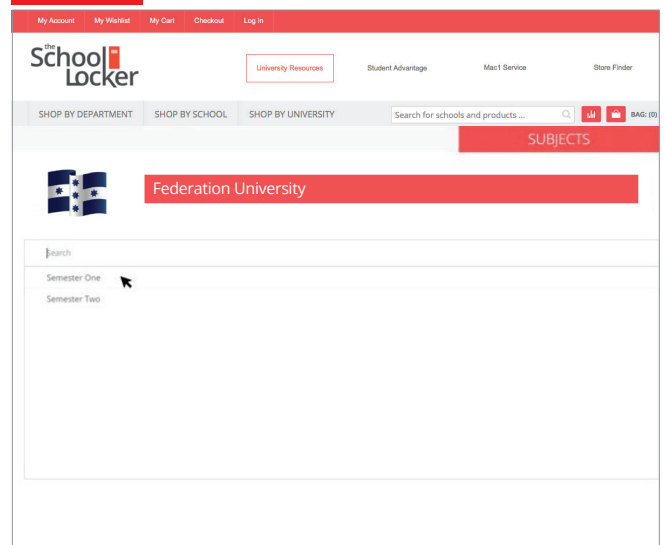 My Account My Wishlist My Cart Checkout Log In
the School Locker
University Resources Student Advantage Mac1 Service Store Finder
SHOP BY DEPARTMENT SHOP BY SCHOOL SHOP BY UNIVERSITY Search for schools and products ... BAG: (0)
SUBJECTS
Federation University
Search
Semester One
Semester Two